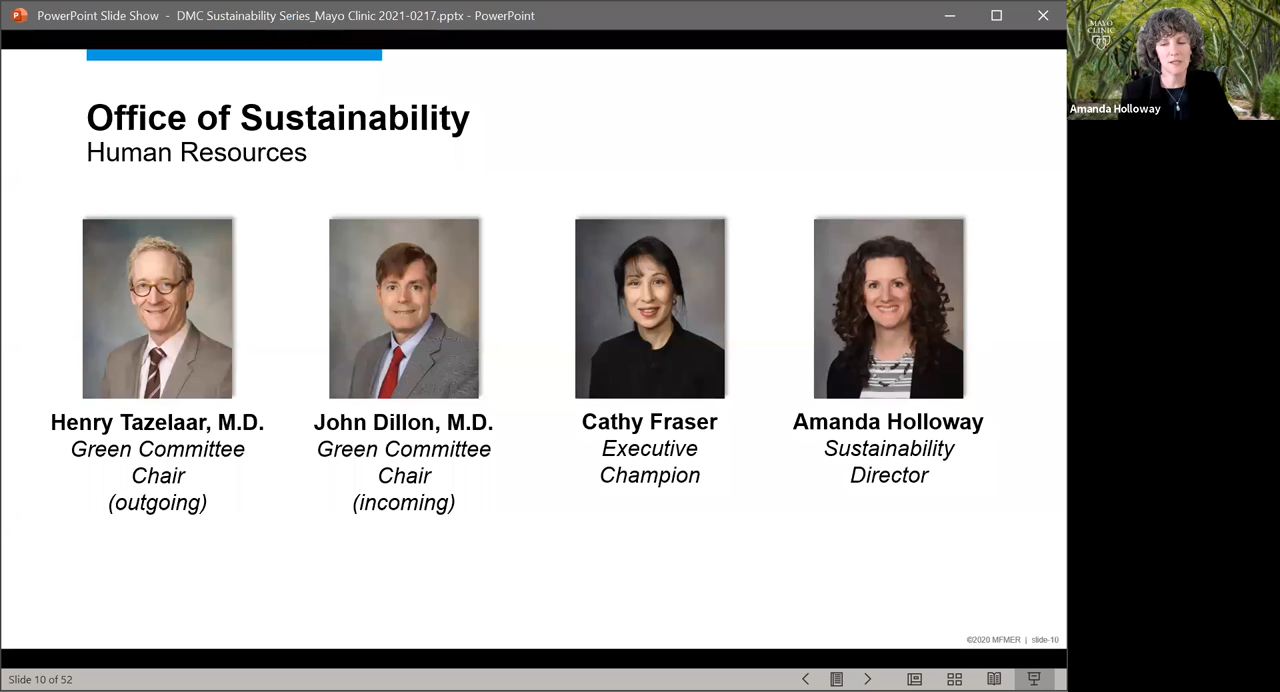 PowerPoint Slide Show - DMC Sustainability Series_Mayo Clinic 2021-0217.pptx - PowerPoint
MAYO
CLINIC
Amanda Holloway
Office of Sustainability
Human Resources
Henry Tazelaar, M.D.
Green Committee
Chair
(outgoing)
John Dillon, M.D.
Green Committee
Chair
(incoming)
Cathy Fraser
Executive
Champion
Amanda Holloway
Sustainability
Director
©2020 MFMER | slide-10
Slide 10 of 52